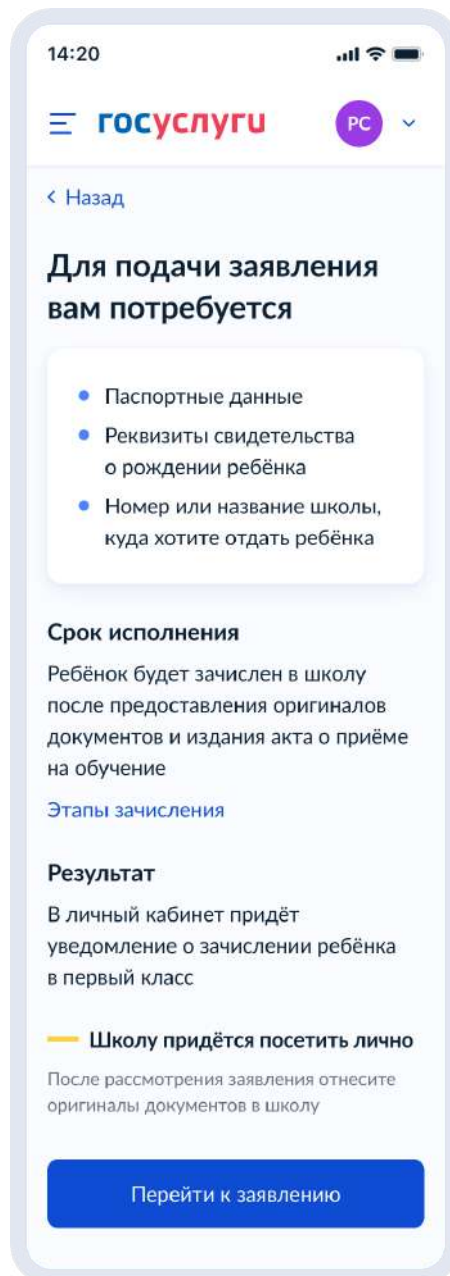 14:20
госуслуги
РС
Назад
Для подачи заявления
вам потребуется
Паспортные данные
Реквизиты свидетельства
о рождении ребёнка
Номер или название школы,
куда хотите отдать ребёнка
Срок исполнения
Ребёнок будет зачислен в школу
после предоставления оригиналов
документов и издания акта о приёме
на обучение
Этапы зачисления
Результат
В личный кабинет придёт
уведомление о зачислении ребёнка
в первый класс
Школу придётся посетить лично
После рассмотрения заявления отнесите
оригиналы документов в школу
Перейти к заявлению